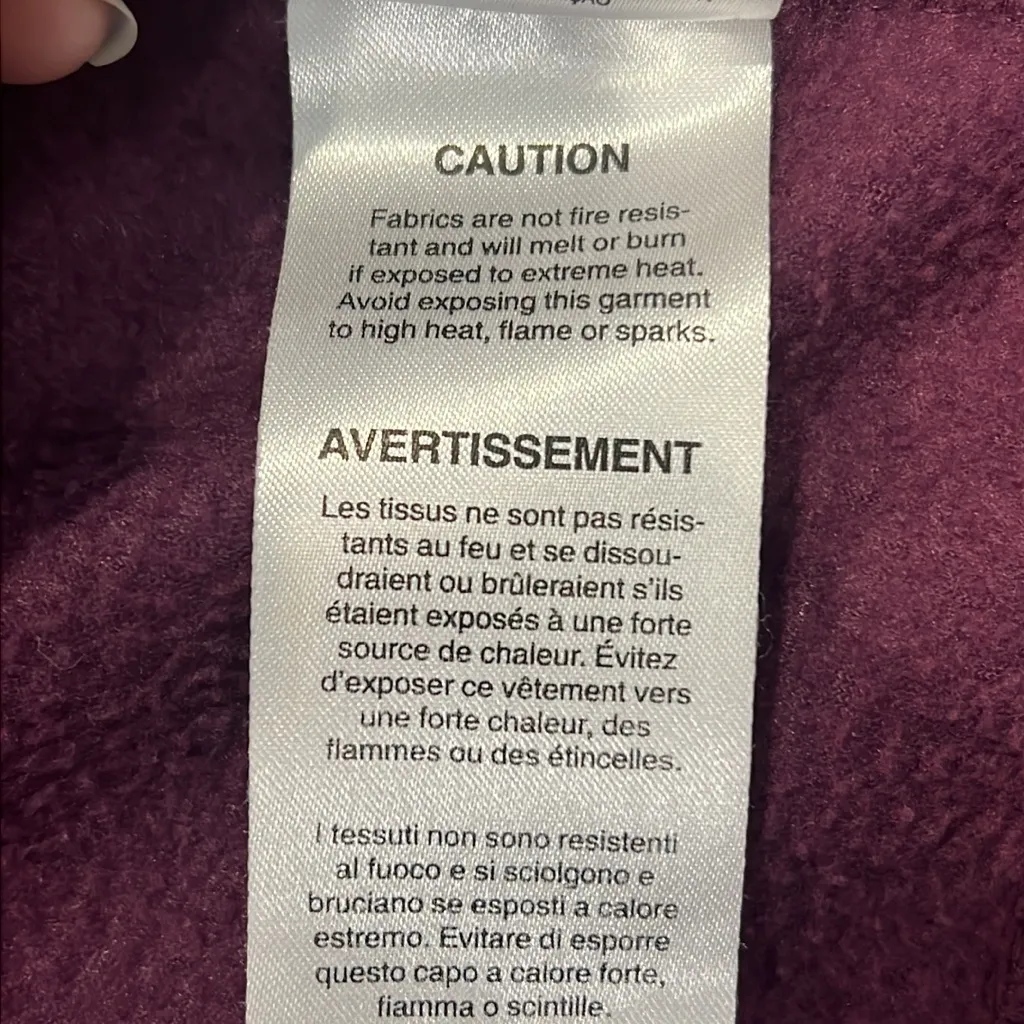 CAUTION
Fabrics are not fire resis-
tant and will melt or burn
if exposed to extreme heat.
Avoid exposing this garment
to high heat, flame or sparks.
AVERTISSEMENT
Les tissus ne sont pas résis-
tants au feu et se dissou-
draient ou brûleraient s'ils
étaient exposés à une forte
source de chaleur. Évitez
d'exposer ce vêtement vers
une forte chaleur, des
flammes ou des étincelles.
I tessuti non sono resistenti
al fuoco e si sciolgono e
bruciano se esposti a calore
estremo. Evitare di esporre
questo capo a calore forte,
fiamma o scintille.